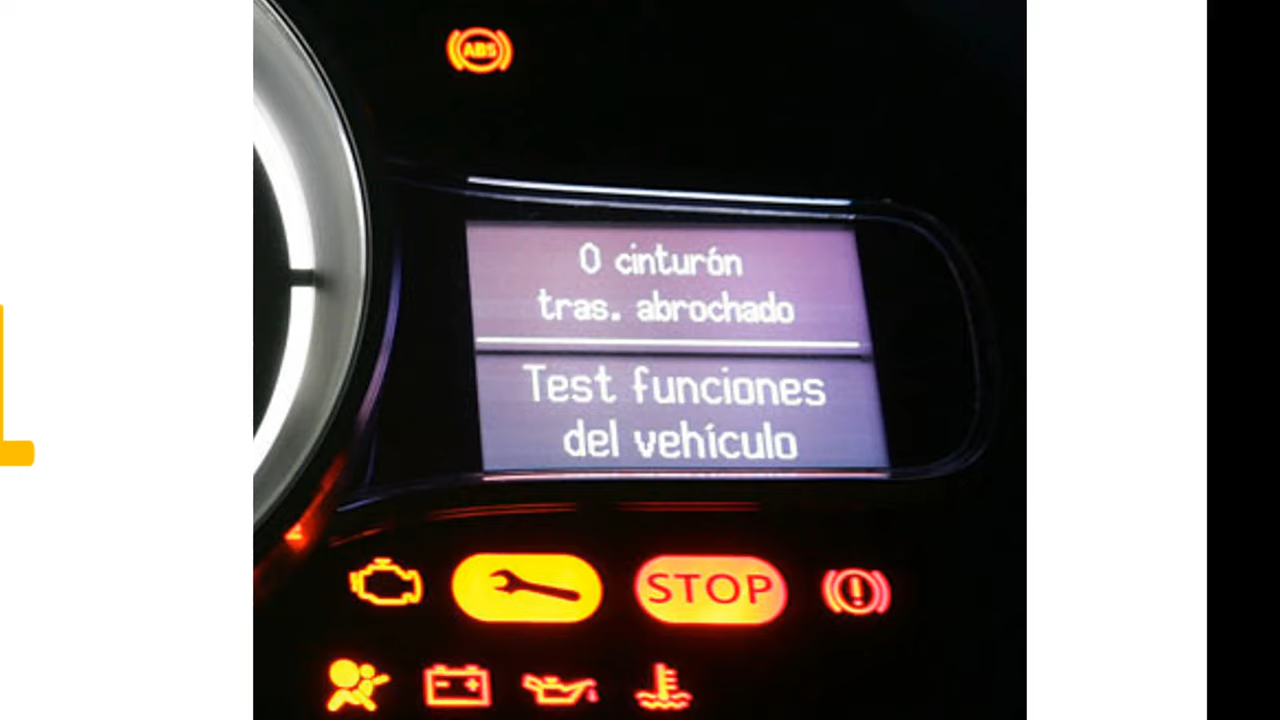 ABS
0 cinturón
tras. abrochado
Test funciones
del vehículo
STOP